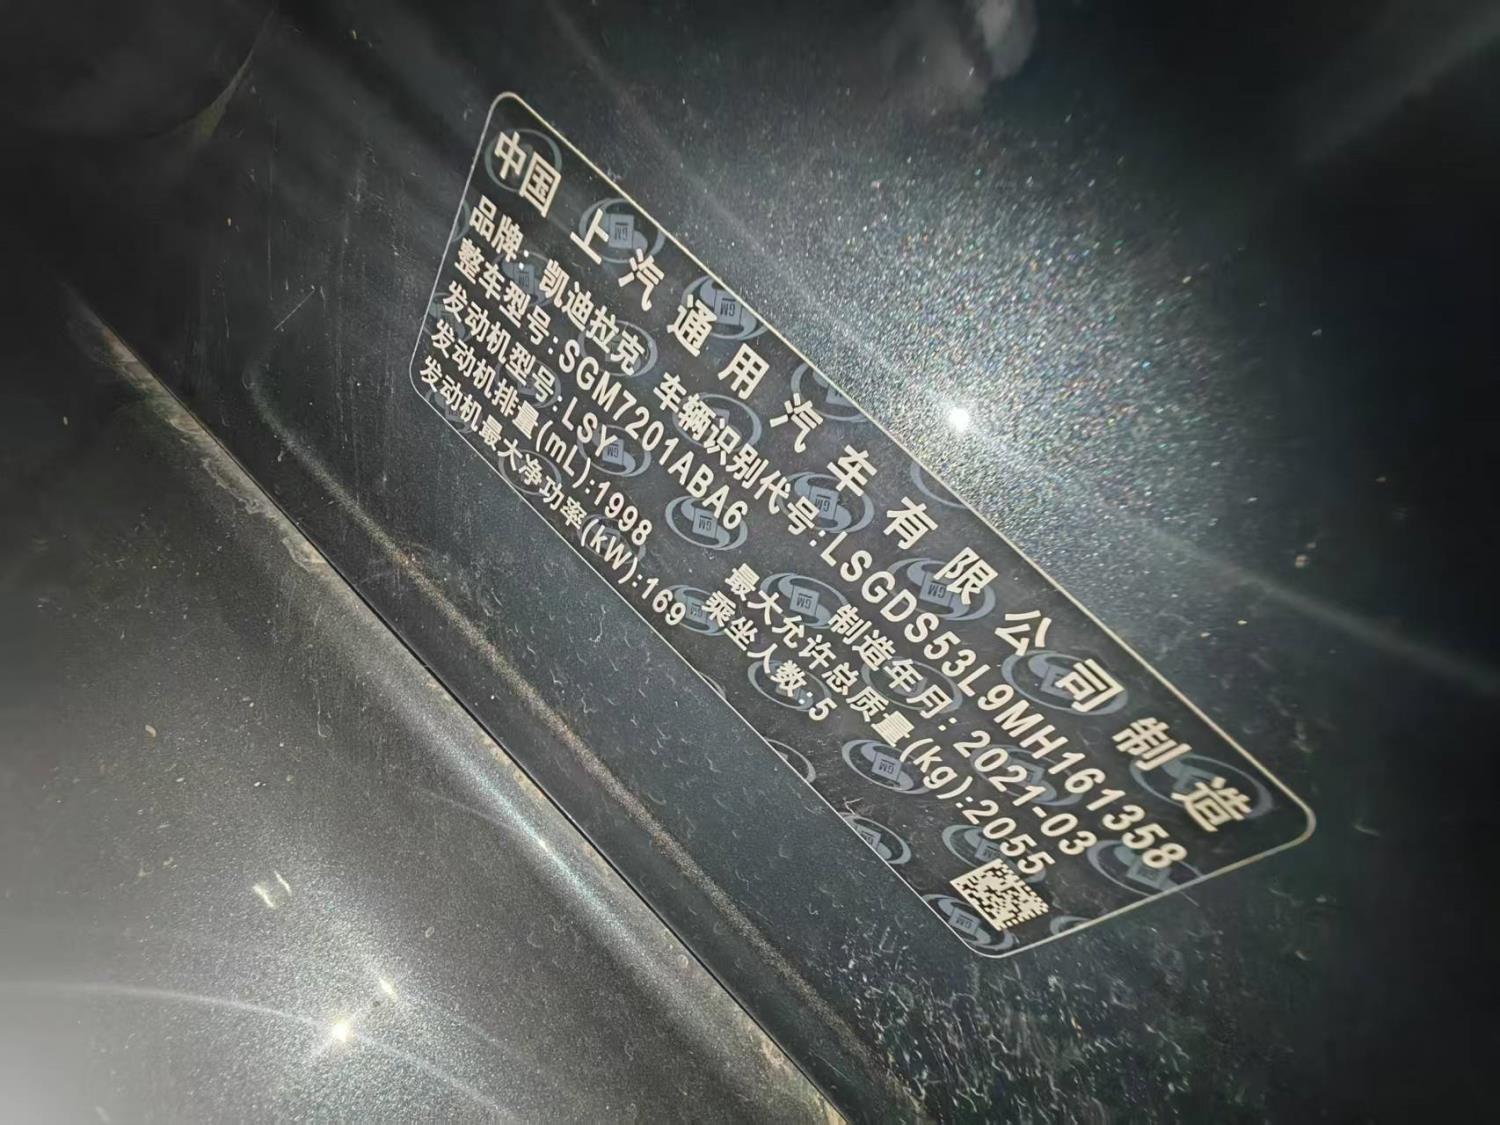 中国 上汽通用汽车有限公司制造
品牌: 凯迪拉克 车辆识别代号:LSGDS53L9MH161358
整车型号:SGM7201ABA6 制造年月: 2021-03
发动机型号:LSY 最大允许总质量(kg):2055
发动机排量(mL):1998 乘坐人数:5
发动机最大净功率(kW):169